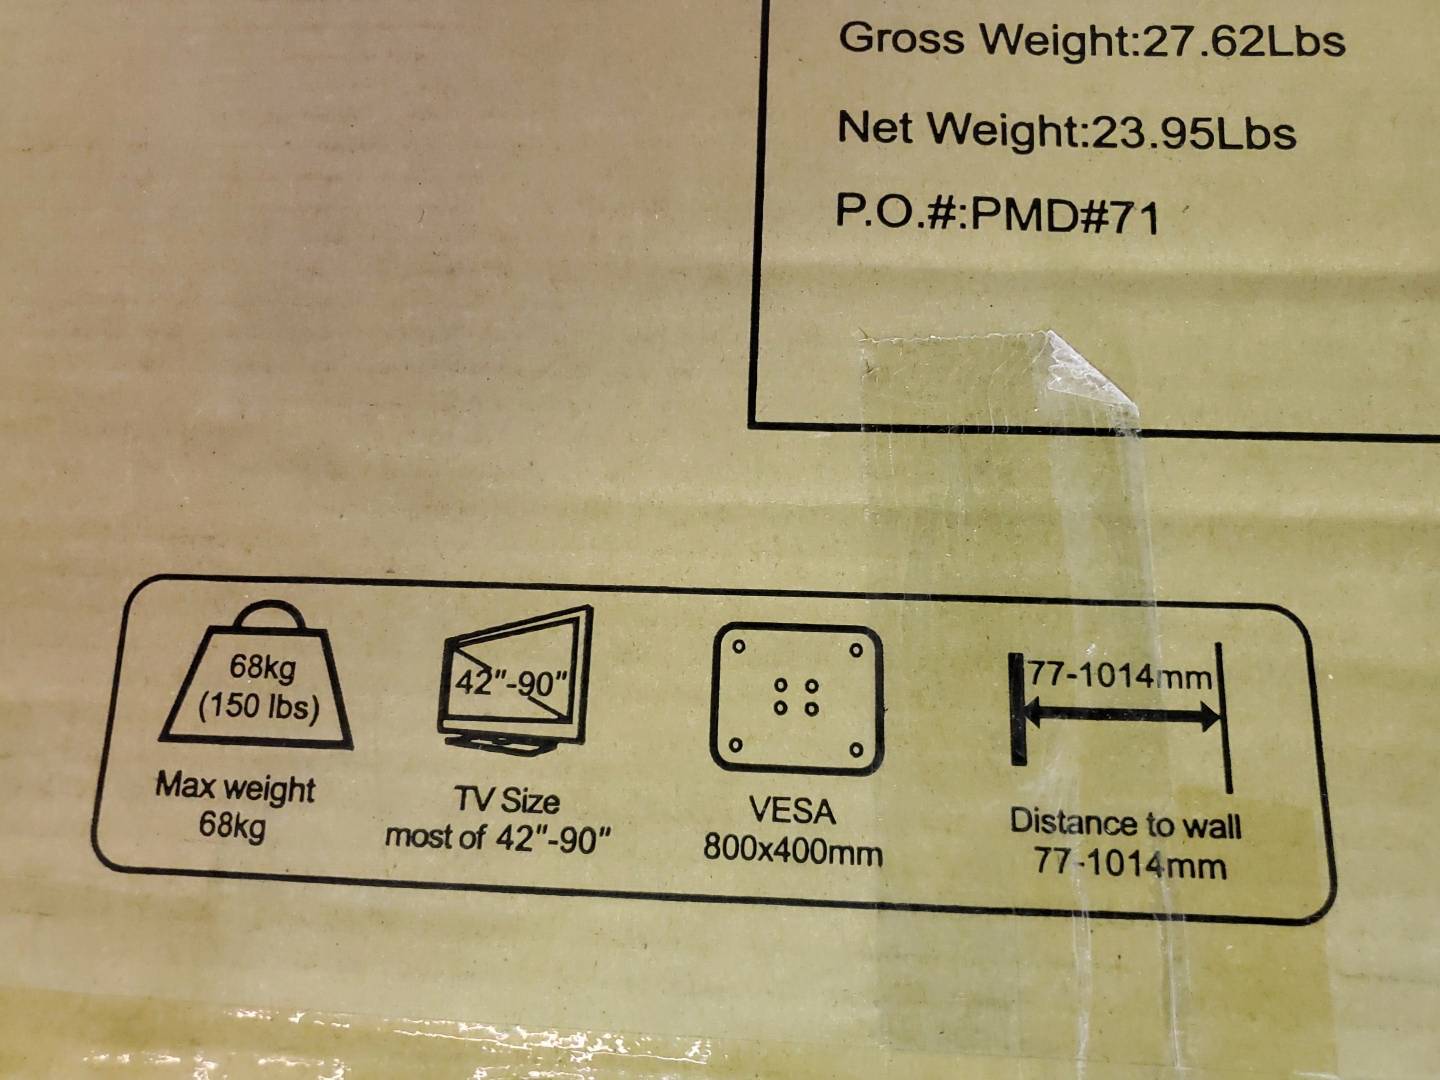 Gross Weight:27.62Lbs
Net Weight:23.95Lbs
P.O.#:PMD#71
68kg
(150 lbs)
Max weight
68kg
42"-90"
TV Size
most of 42"-90"
VESA
800x400mm
77-1014mm
Distance to wall
77-1014mm